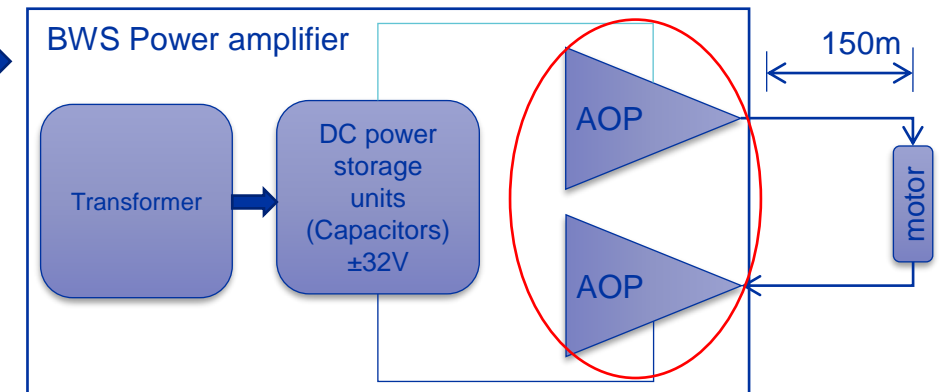 BWS Power amplifier
150m
Transformer
DC power
storage
units
(Capacitors)
±32V
AOP
AOP
motor